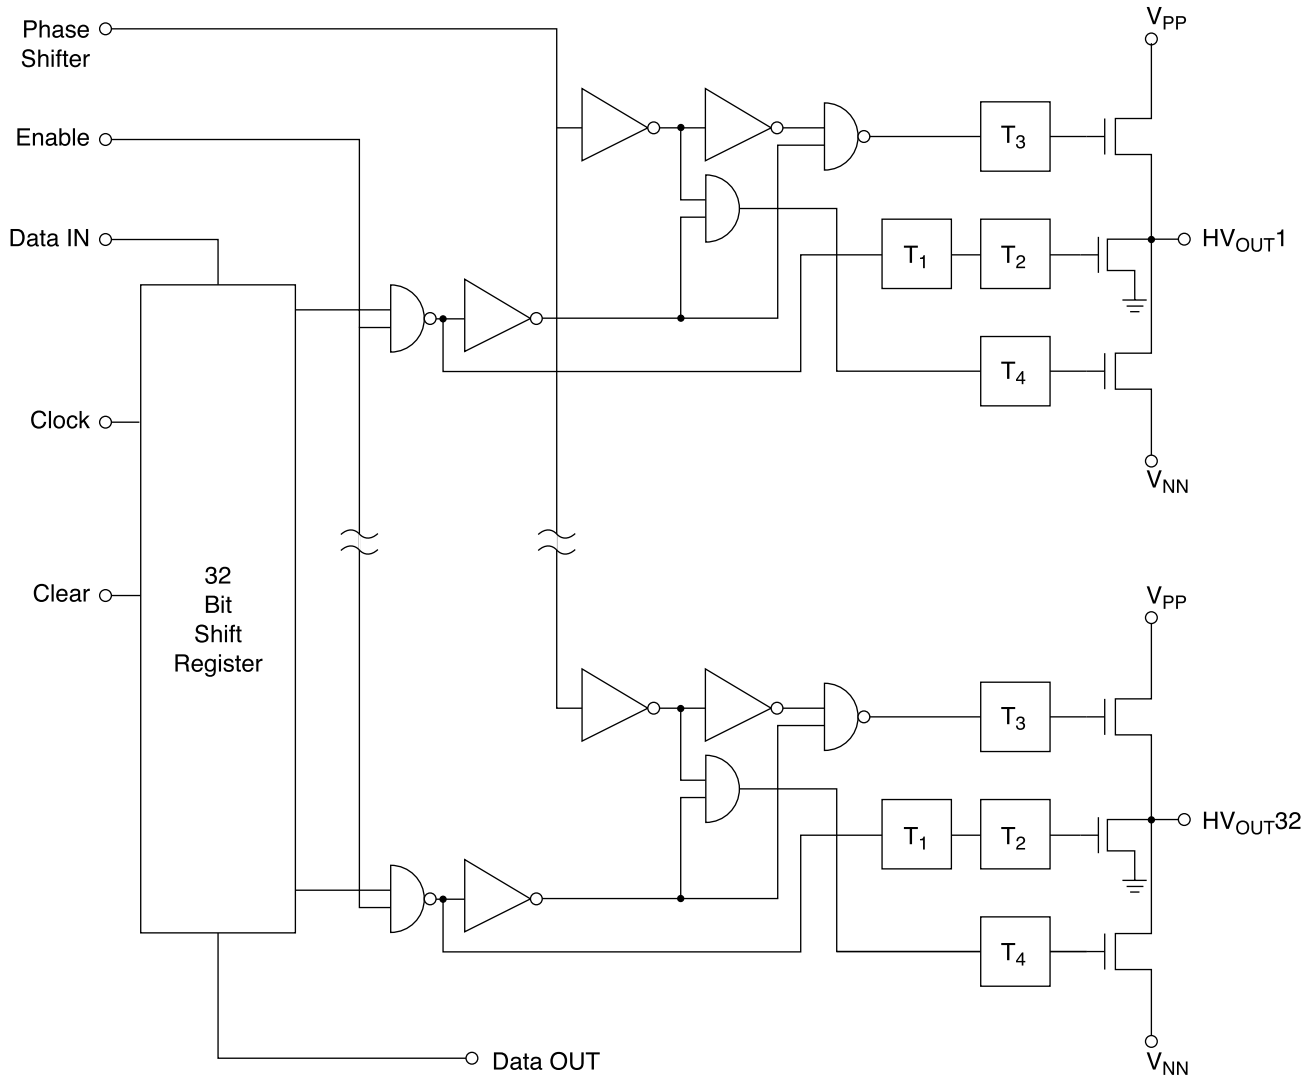 Phase
Shifter
Enable
Data IN
Clock
Clear
32
Bit
Shift
Register
Data OUT
VPP
T3
T1
T2
HVOUT1
T4
VNN
VPP
T3
T1
T2
HVOUT32
T4
VNN